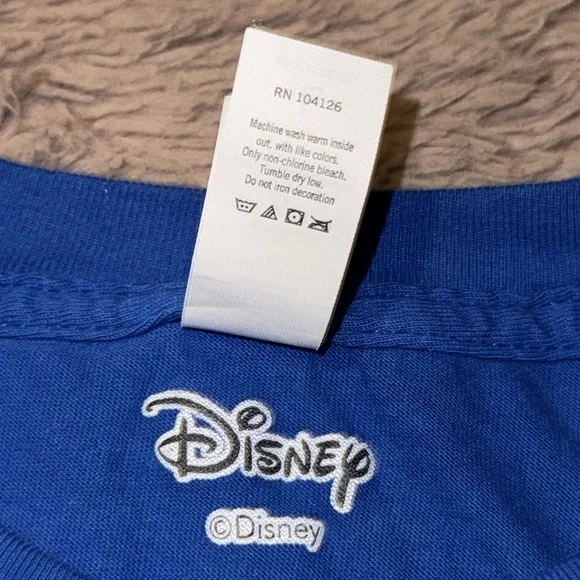 RN 104126
Machine wash warm inside
out, with like colors.
Only non-chlorine bleach.
Tumble dry low.
Do not iron decoration
Disney
©Disney